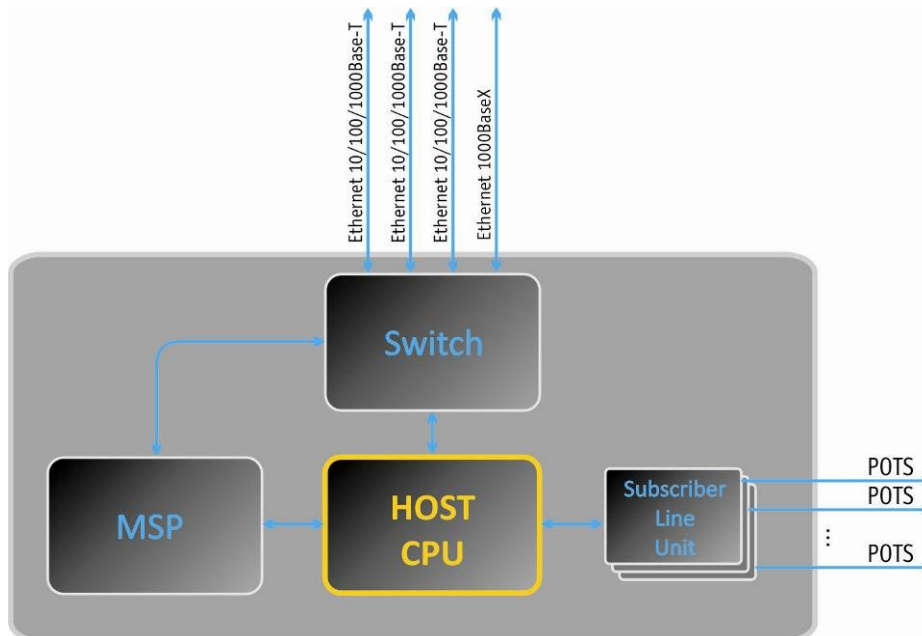 Ethernet 10/100/1000Base-T
Ethernet 10/100/1000Base-T
Ethernet 10/100/1000Base-T
Ethernet 1000BaseX
Switch
MSP
HOST
CPU
Subscriber
Line
Unit
POTS
POTS
...
POTS